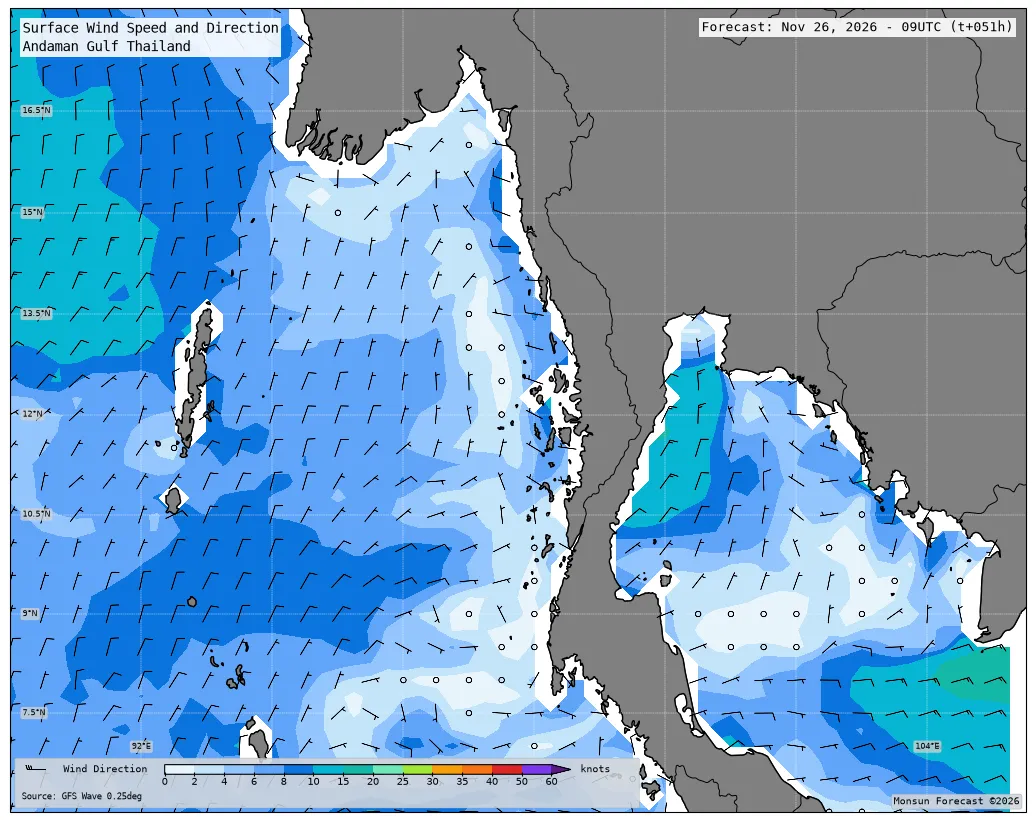 Surface Wind Speed and Direction
Andaman Gulf Thailand
Forecast: Nov 26, 2026 - 09UTC (t+051h)
16.5°N
15°N
13.5°N
12°N
10.5°N
9°N
7.5°N
92°E
104°E
Wind Direction
0 2 4 6 8 10 15 20 25 30 35 40 50 60
knots
Source: GFS Wave 0.25deg
Monsun Forecast ©2026